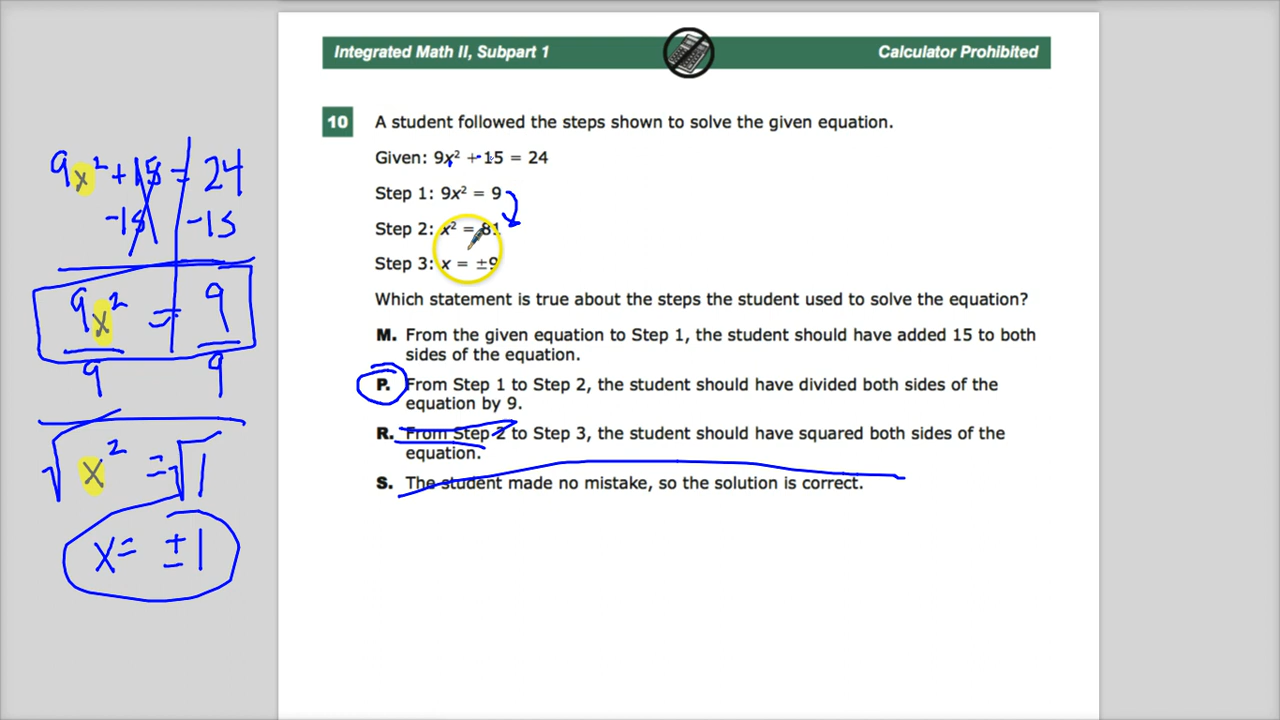 Integrated Math II, Subpart 1
Calculator Prohibited
10 A student followed the steps shown to solve the given equation.
Given: 9x² + 15 = 24
Step 1: 9x² = 9
Step 2: x² = 81
Step 3: x = ±9
Which statement is true about the steps the student used to solve the equation?
M. From the given equation to Step 1, the student should have added 15 to both
sides of the equation.
P. From Step 1 to Step 2, the student should have divided both sides of the
equation by 9.
R. From Step 2 to Step 3, the student should have squared both sides of the
equation.
S. The student made no mistake, so the solution is correct.
9x² + 15 = 24
-15 -15
9x² = 9
9 9
√x² = √1
x = ±1